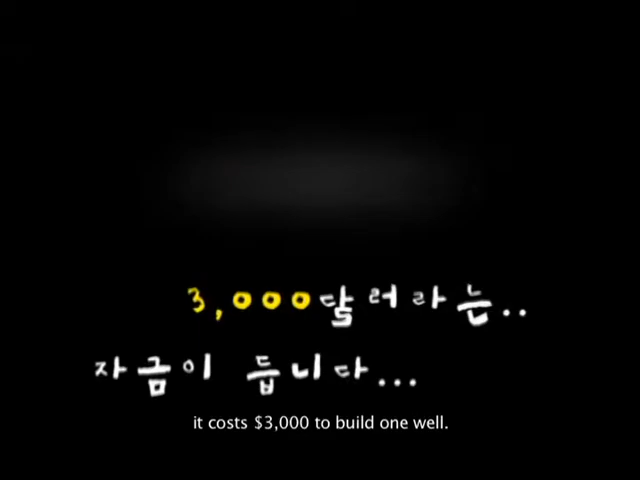 3,000달러라는..
자금이 듭니다...
it costs $3,000 to build one well.